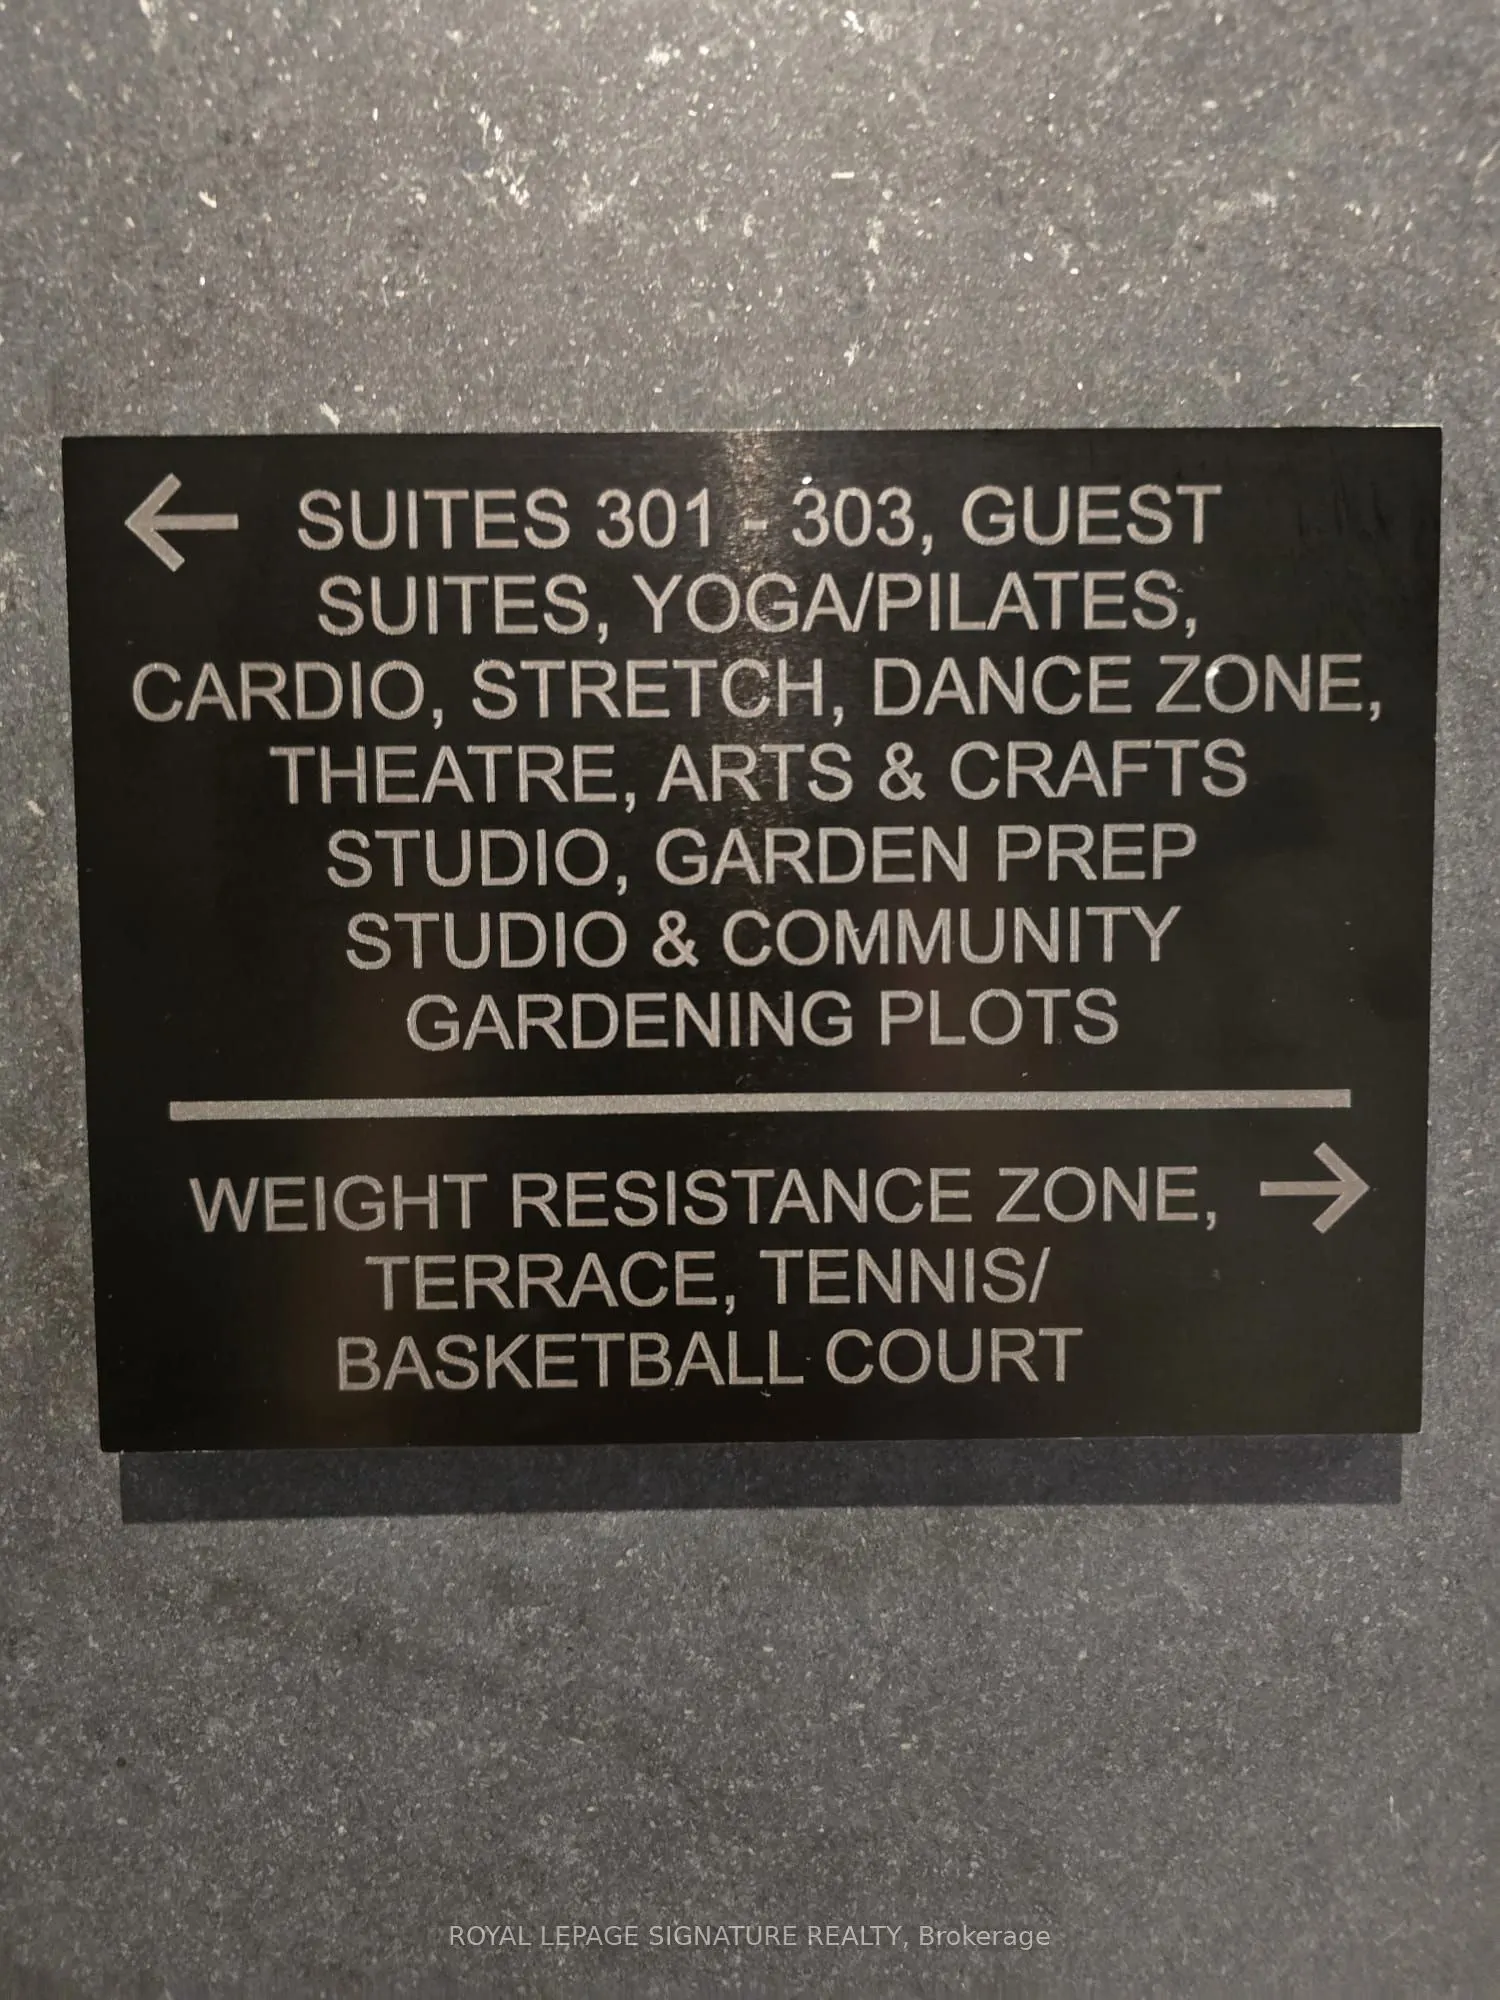 ← SUITES 301 - 303, GUEST
SUITES, YOGA/PILATES,
CARDIO, STRETCH, DANCE ZONE,
THEATRE, ARTS & CRAFTS
STUDIO, GARDEN PREP
STUDIO & COMMUNITY
GARDENING PLOTS
WEIGHT RESISTANCE ZONE, →
TERRACE, TENNIS/
BASKETBALL COURT
ROYAL LEPAGE SIGNATURE REALTY, Brokerage